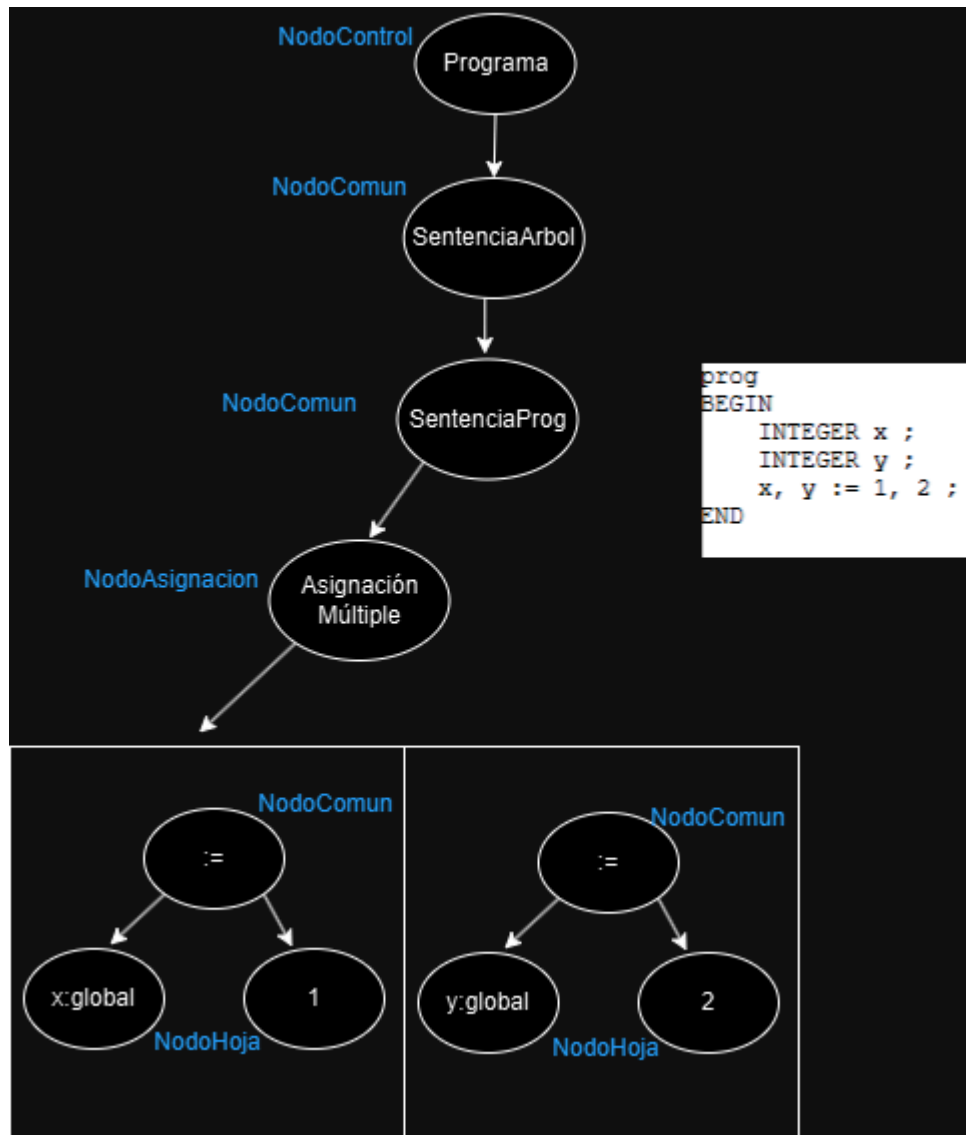 NodoControl
Programa
NodoComun
SentenciaArbol
NodoComun
SentenciaProg
prog
BEGIN
INTEGER x ;
INTEGER y ;
x, y := 1, 2 ;
END
NodoAsignacion
Asignación
Múltiple
NodoComun
:=
x:global
1
NodoHoja
NodoComun
:=
y:global
2
NodoHoja